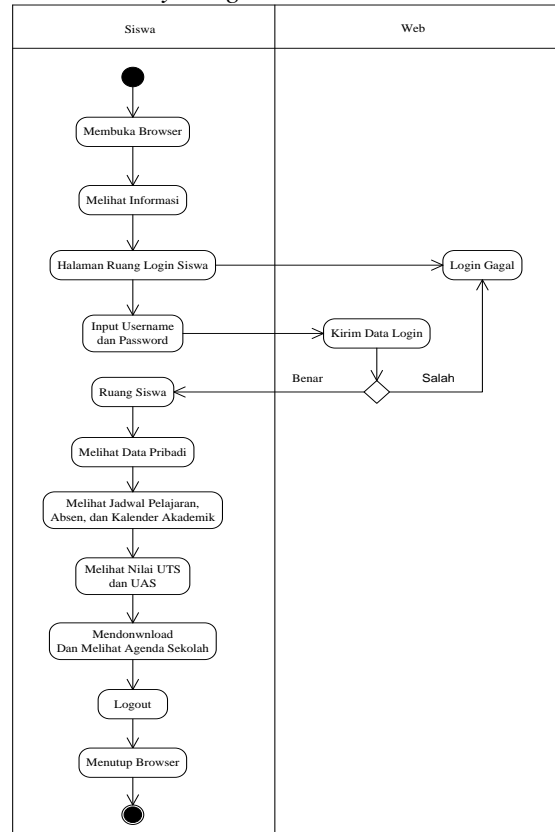 Siswa
Web
Membuka Browser
Melihat Informasi
Halaman Ruang Login Siswa
Login Gagal
Input Username
dan Password
Kirim Data Login
Benar
Salah
Ruang Siswa
Melihat Data Pribadi
Melihat Jadwal Pelajaran,
Absen, dan Kalender Akademik
Melihat Nilai UTS
dan UAS
Mendonwnload
Dan Melihat Agenda Sekolah
Logout
Menutup Browser